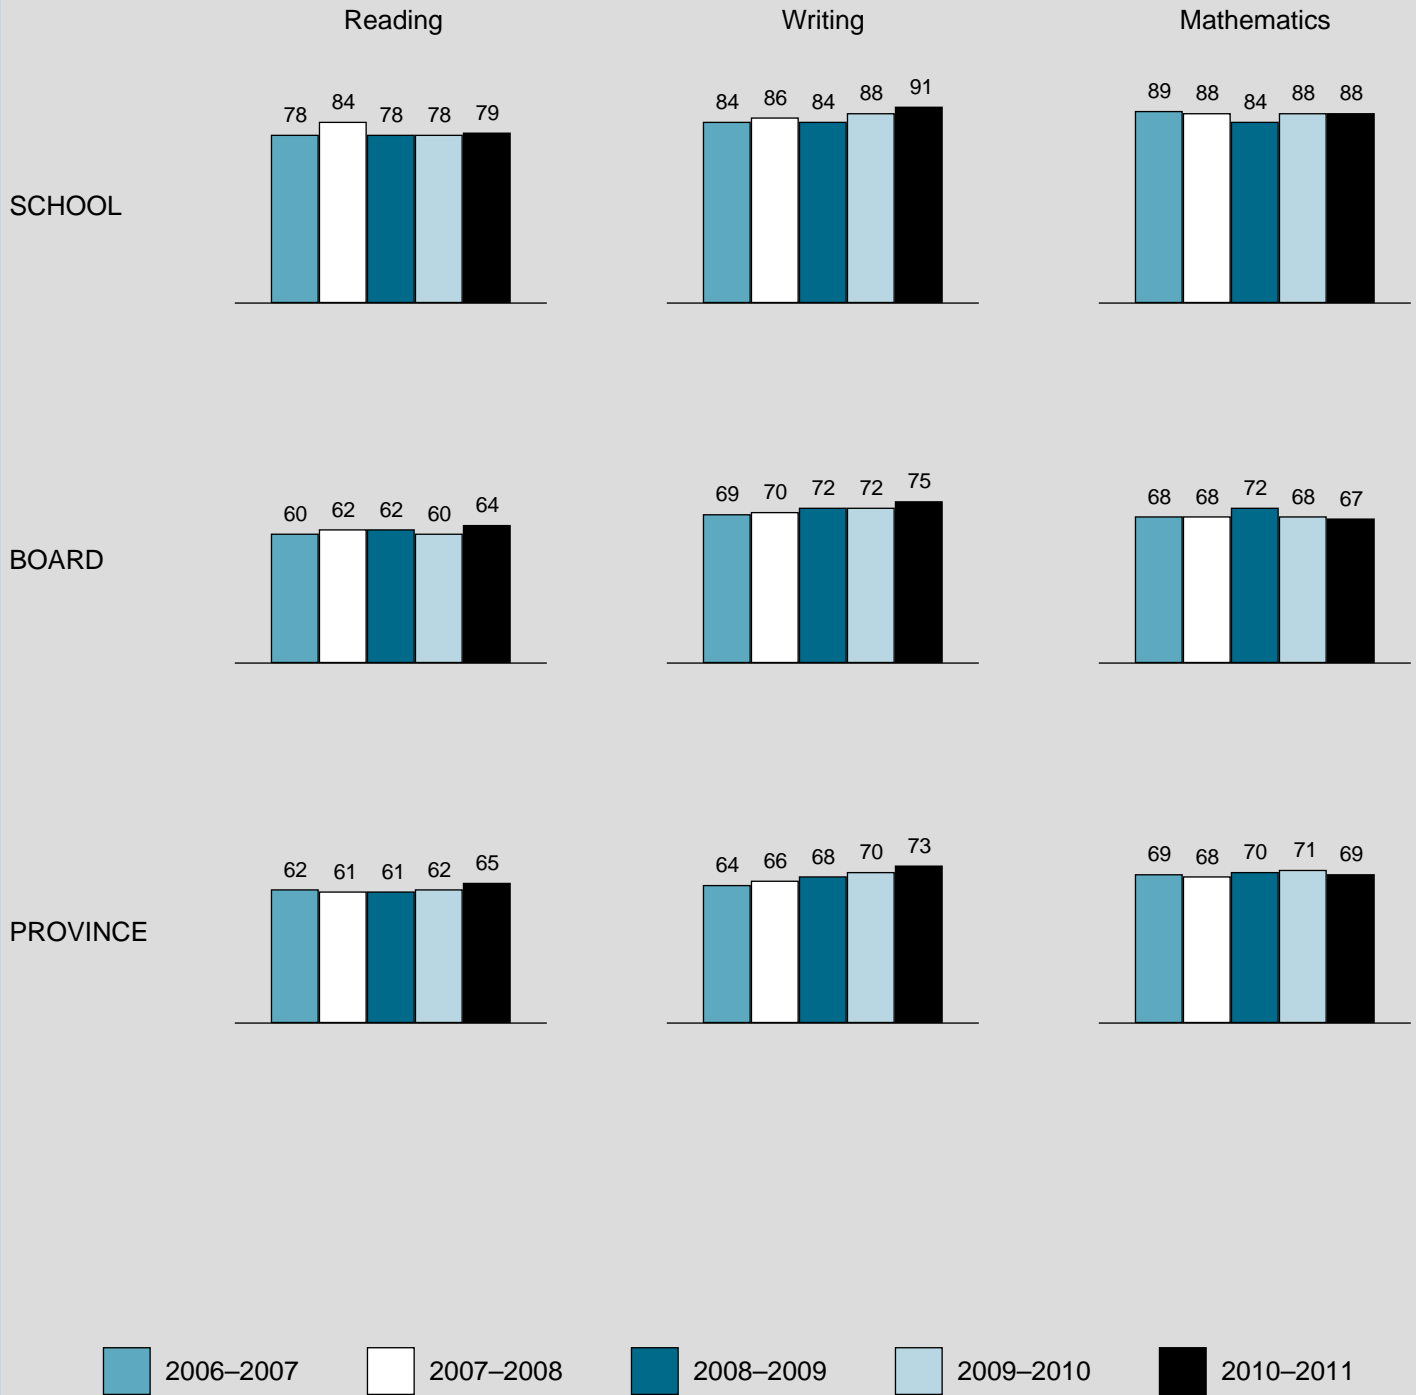 Reading Writing Mathematics
SCHOOL
78 84 78 78 79
84 86 84 88 91
89 88 84 88 88
BOARD
60 62 62 60 64
69 70 72 72 75
68 68 72 68 67
PROVINCE
62 61 61 62 65
64 66 68 70 73
69 68 70 71 69
2006–2007 2007–2008 2008–2009 2009–2010 2010–2011